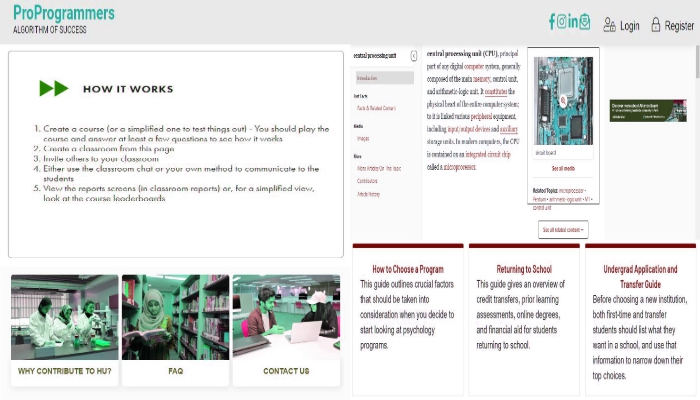 ProProgrammers
ALGORITHM OF SUCCESS
Login
Register
HOW IT WORKS
1. Create a course (or a simplified one to test things out) - You should play the
course and answer at least a few questions to see how it works
2. Create a classroom from this page
3. Invite others to your classroom
4. Either use the classroom chat or your own method to communicate to the
students
5. View the reports screens (in classroom reports) or, for a simplified view,
look at the course leaderboards
central processing unit
Introduction
Fast Facts
Facts & Related Content
Media
Images
More
More Articles On This Topic
Contributors
Article History
central processing unit (CPU), principal
part of any digital computer system, generally
composed of the main memory, control unit,
and arithmetic-logic unit. It constitutes the
physical heart of the entire computer system;
to it is linked various peripheral equipment,
including input/output devices and auxiliary
storage units. In modern computers, the CPU
is contained on an integrated circuit chip
called a microprocessor.
circuit board
See all media
Related Topics: microprocessor •
Pentium • arithmetic-logic unit • M1 •
control unit
See all related content →
WHY CONTRIBUTE TO HU?
FAQ
CONTACT US
How to Choose a Program
This guide outlines crucial factors
that should be taken into
consideration when you decide to
start looking at psychology
programs.
Returning to School
This guide gives an overview of
credit transfers, prior learning
assessments, online degrees,
and financial aid for students
returning to school.
Undergrad Application and
Transfer Guide
Before choosing a new institution,
both first-time and transfer
students should list what they
want in a school, and use that
information to narrow down their
top choices.